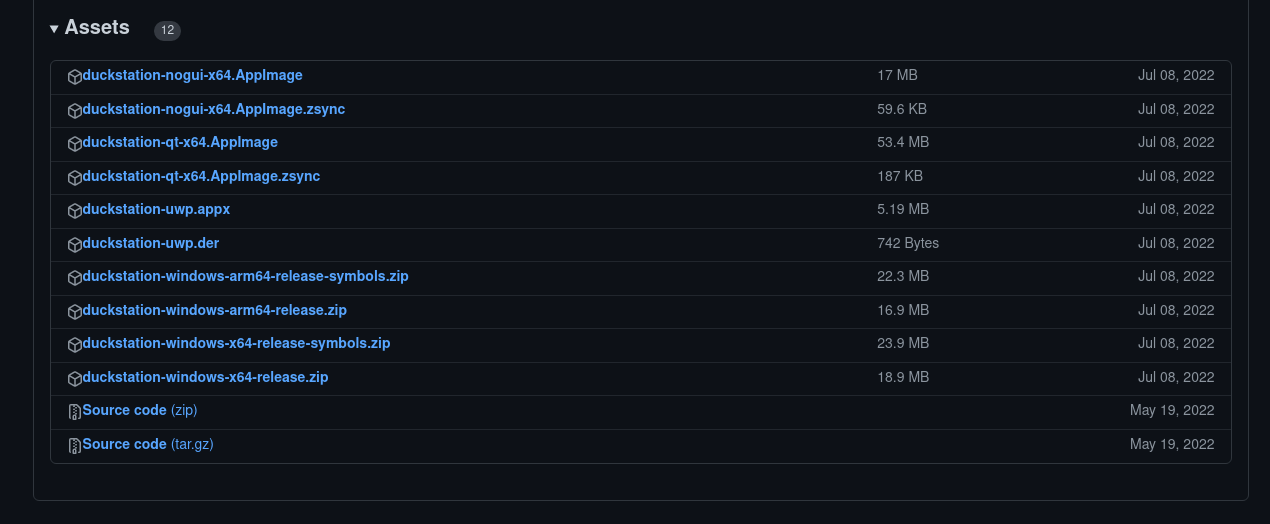 Assets 12
duckstation-nogui-x64.AppImage 17 MB Jul 08, 2022
duckstation-nogui-x64.AppImage.zsync 59.6 KB Jul 08, 2022
duckstation-qt-x64.AppImage 53.4 MB Jul 08, 2022
duckstation-qt-x64.AppImage.zsync 187 KB Jul 08, 2022
duckstation-uwp.appx 5.19 MB Jul 08, 2022
duckstation-uwp.der 742 Bytes Jul 08, 2022
duckstation-windows-arm64-release-symbols.zip 22.3 MB Jul 08, 2022
duckstation-windows-arm64-release.zip 16.9 MB Jul 08, 2022
duckstation-windows-x64-release-symbols.zip 23.9 MB Jul 08, 2022
duckstation-windows-x64-release.zip 18.9 MB Jul 08, 2022
Source code (zip) May 19, 2022
Source code (tar.gz) May 19, 2022